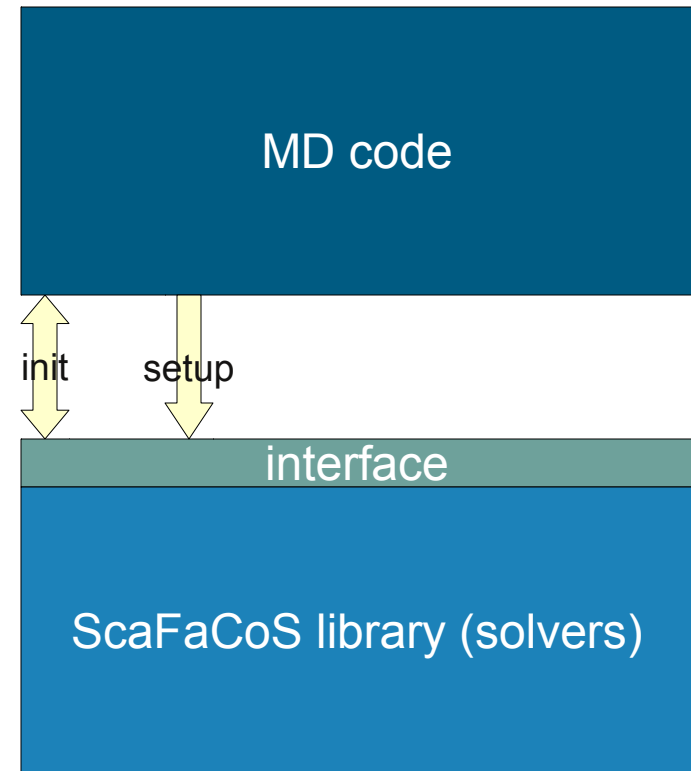 MD code
init
setup
interface
ScaFaCoS library (solvers)